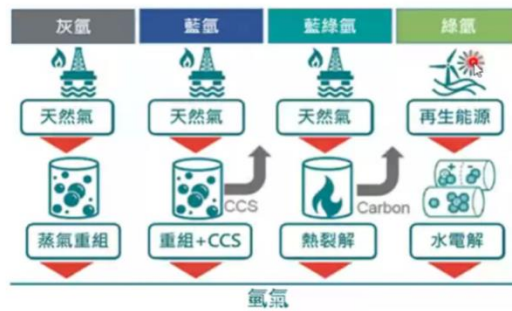 灰氫 藍氫 藍綠氫 綠氫
天然氣 天然氣 天然氣 再生能源
CCS Carbon
蒸氣重組 重組+CCS 熱裂解 水電解
氫氣